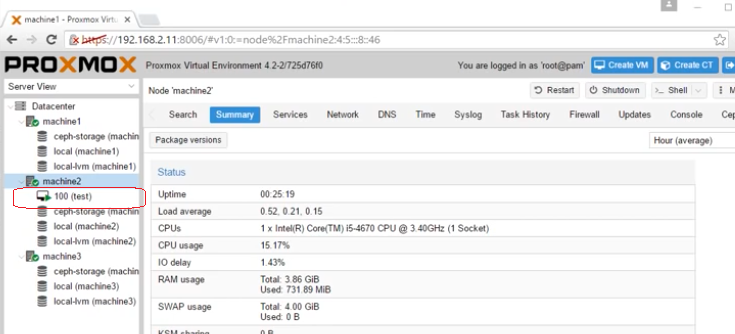 machine1 - Proxmox Virtu
https://192.168.2.11:8006/#v1:0:=node%2Fmachine2:4:5:::8::46
PROXMOX Proxmox Virtual Environment 4.2-2/725d76f0 You are logged in as 'root@pam' Create VM Create CT
Server View Node 'machine2' Restart Shutdown Shell M
Search Summary Services Network DNS Time Syslog Task History Firewall Updates Console Cep
Package versions Hour (average)
Datacenter
machine1
ceph-storage (machin
local (machine1)
local-lvm (machine1)
machine2
100 (test)
ceph-storage (machin
local (machine2)
local-lvm (machine2)
machine3
ceph-storage (machin
local (machine3)
local-lvm (machine3)
Status
Uptime 00:25:19
Load average 0.52, 0.21, 0.15
CPUs 1 x Intel(R) Core(TM) i5-4670 CPU @ 3.40GHz (1 Socket)
CPU usage 15.17%
IO delay 1.43%
RAM usage Total: 3.86 GiB
Used: 731.89 MiB
SWAP usage Total: 4.00 GiB
Used: 0 B
KSM sharing 0 B